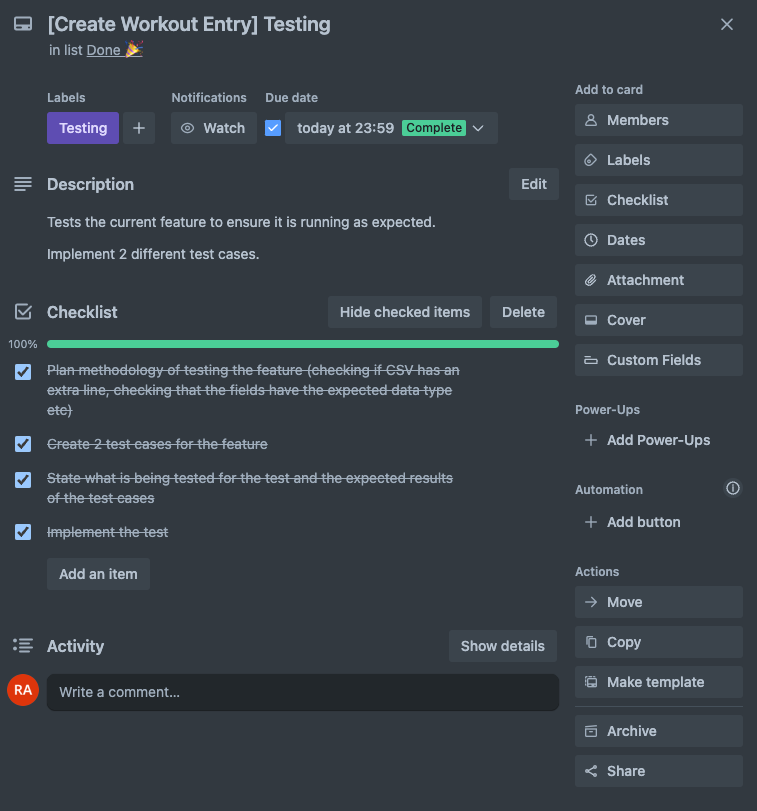 [Create Workout Entry] Testing
in list Done 🎉
Labels
Testing
Notifications
Watch
Due date
today at 23:59 Complete
Description
Edit
Tests the current feature to ensure it is running as expected.
Implement 2 different test cases.
Checklist
Hide checked items
Delete
100%
Plan methodology of testing the feature (checking if CSV has an
extra line, checking that the fields have the expected data type
etc)
Create 2 test cases for the feature
State what is being tested for the test and the expected results
of the test cases
Implement the test
Add an item
Activity
Show details
RA
Write a comment...
Add to card
Members
Labels
Checklist
Dates
Attachment
Cover
Custom Fields
Power-Ups
Add Power-Ups
Automation
Add button
Actions
Move
Copy
Make template
Archive
Share